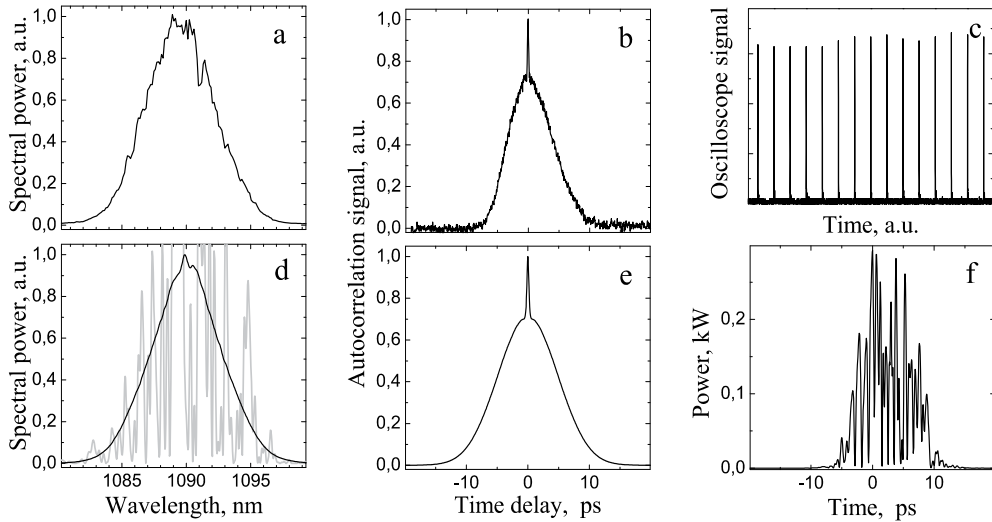 a
Spectral power, a.u.
1,0
0,8
0,6
0,4
0,2
0,0
b
Autocorrelation signal, a.u.
1,0
0,8
0,6
0,4
0,2
0,0
c
Oscilloscope signal
Time, a.u.
d
Spectral power, a.u.
1,0
0,8
0,6
0,4
0,2
0,0
1085 1090 1095
Wavelength, nm
e
1,0
0,8
0,6
0,4
0,2
0,0
-10 0 10
Time delay, ps
f
Power, kW
0,2
0,1
0,0
-10 0 10
Time, ps